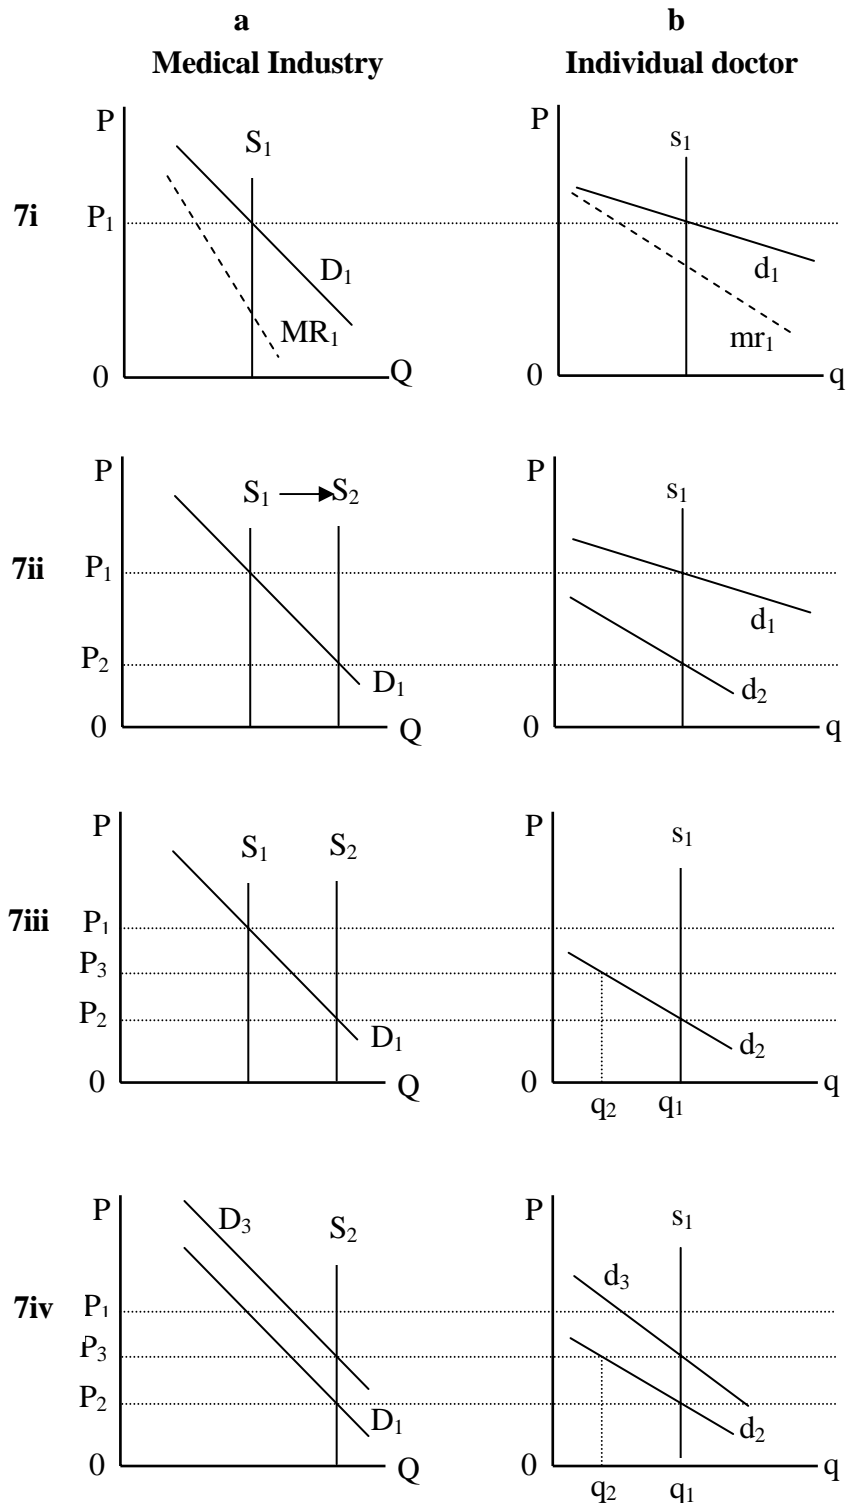 a b
Medical Industry Individual doctor
P P
S₁ s₁
7i P₁
D₁ d₁
MR₁ mr₁
0 Q 0 q
P P
S₁ S₂ s₁
7ii P₁
d₁
P₂
D₁ d₂
0 Q 0 q
P P
S₁ S₂ s₁
7iii P₁
P₃
P₂
D₁ d₂
0 Q 0 q
q₂ q₁
P P
D₃ S₂ s₁
d₃
7iv P₁
P₃
P₂
D₁ d₂
0 Q 0 q
q₂ q₁